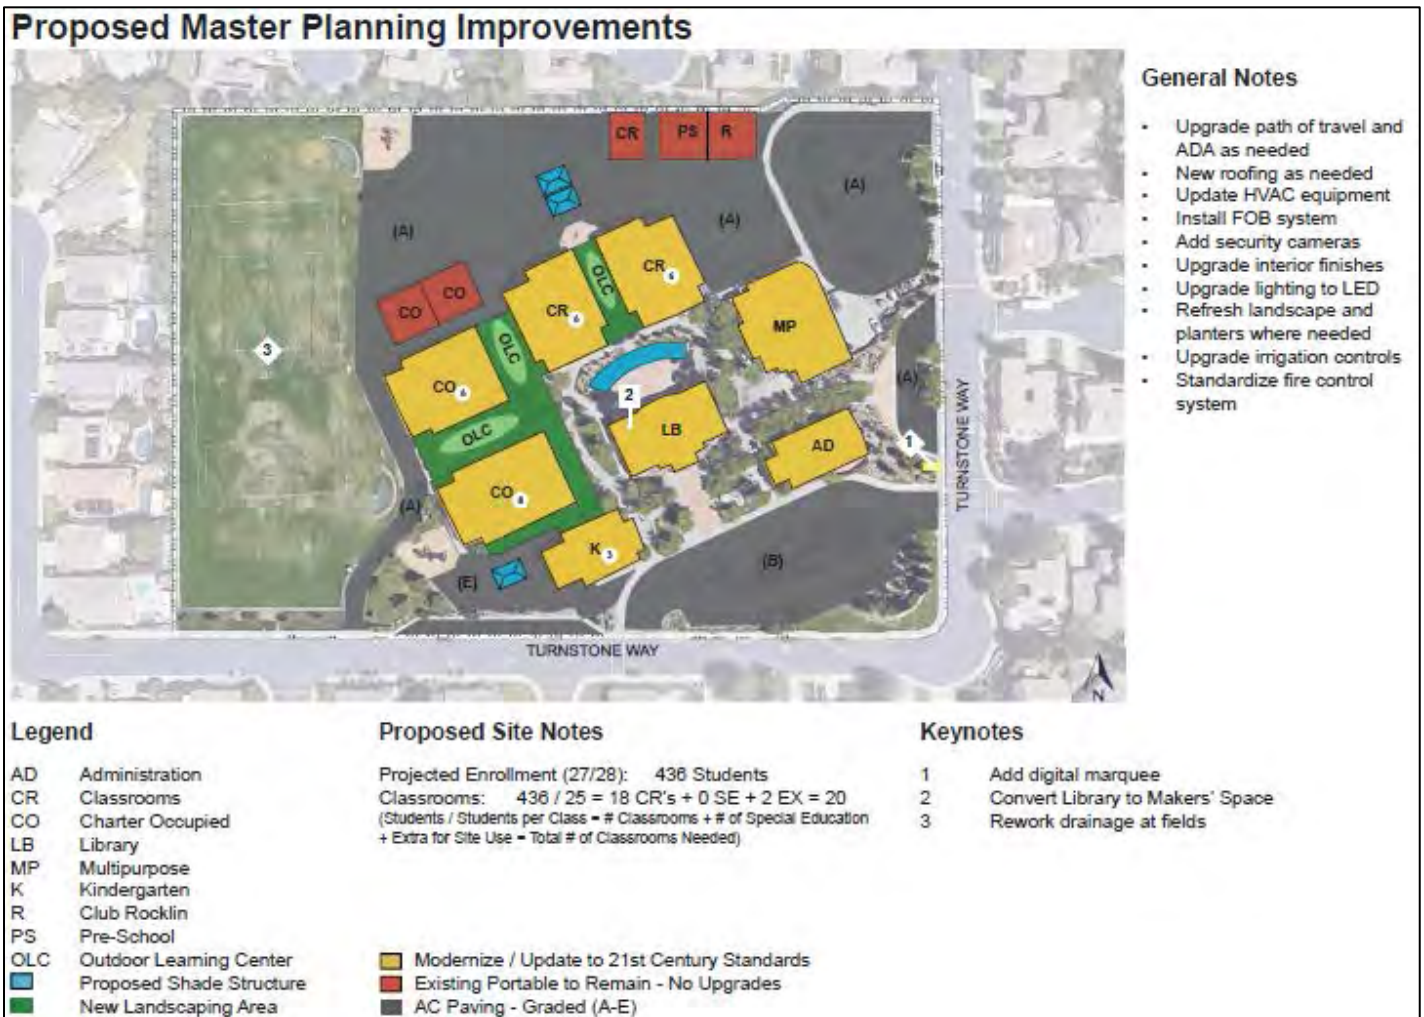 Proposed Master Planning Improvements
General Notes
- Upgrade path of travel and
ADA as needed
- New roofing as needed
- Update HVAC equipment
- Install FOB system
- Add security cameras
- Upgrade interior finishes
- Upgrade lighting to LED
- Refresh landscape and
planters where needed
- Upgrade irrigation controls
- Standardize fire control
system
CR
PS
R
(A)
(A)
(A)
CR 6
OLC
CR 6
CO
CO
MP
OLC
3
CO 6
2
(A)
LB
OLC
AD
1
CO 8
(A)
K 3
(E)
(B)
TURNSTONE WAY
TURNSTONE WAY
N
Legend
AD Administration
CR Classrooms
CO Charter Occupied
LB Library
MP Multipurpose
K Kindergarten
R Club Rocklin
PS Pre-School
OLC Outdoor Learning Center
Proposed Shade Structure
New Landscaping Area
Proposed Site Notes
Projected Enrollment (27/28): 436 Students
Classrooms: 436 / 25 = 18 CR's + 0 SE + 2 EX = 20
(Students / Students per Class = # Classrooms + # of Special Education
+ Extra for Site Use = Total # of Classrooms Needed)
Modernize / Update to 21st Century Standards
Existing Portable to Remain - No Upgrades
AC Paving - Graded (A-E)
Keynotes
1 Add digital marquee
2 Convert Library to Makers' Space
3 Rework drainage at fields